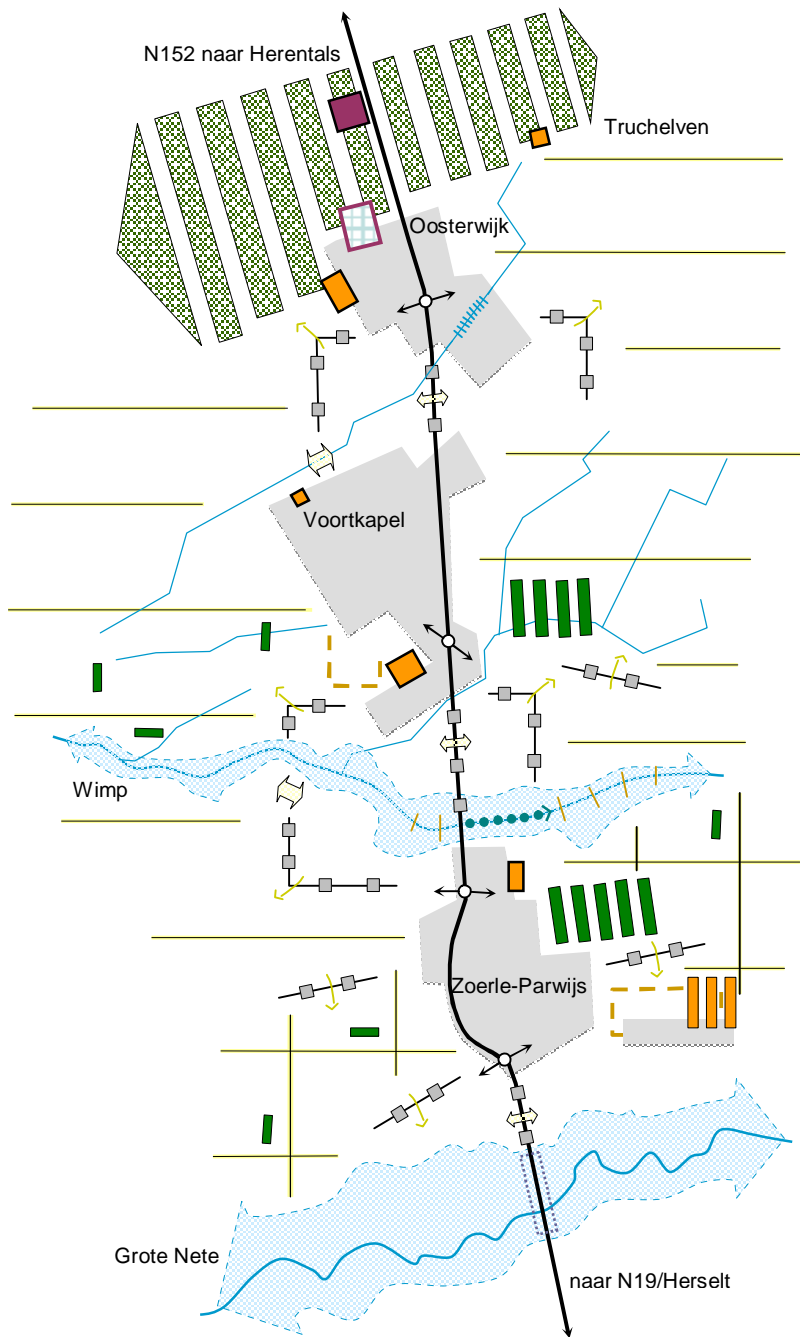 N152 naar Herentals
Truchelven
Oosterwijk
Voortkapel
Wimp
Zoerle-Parwijs
Grote Nete
naar N19/Herselt